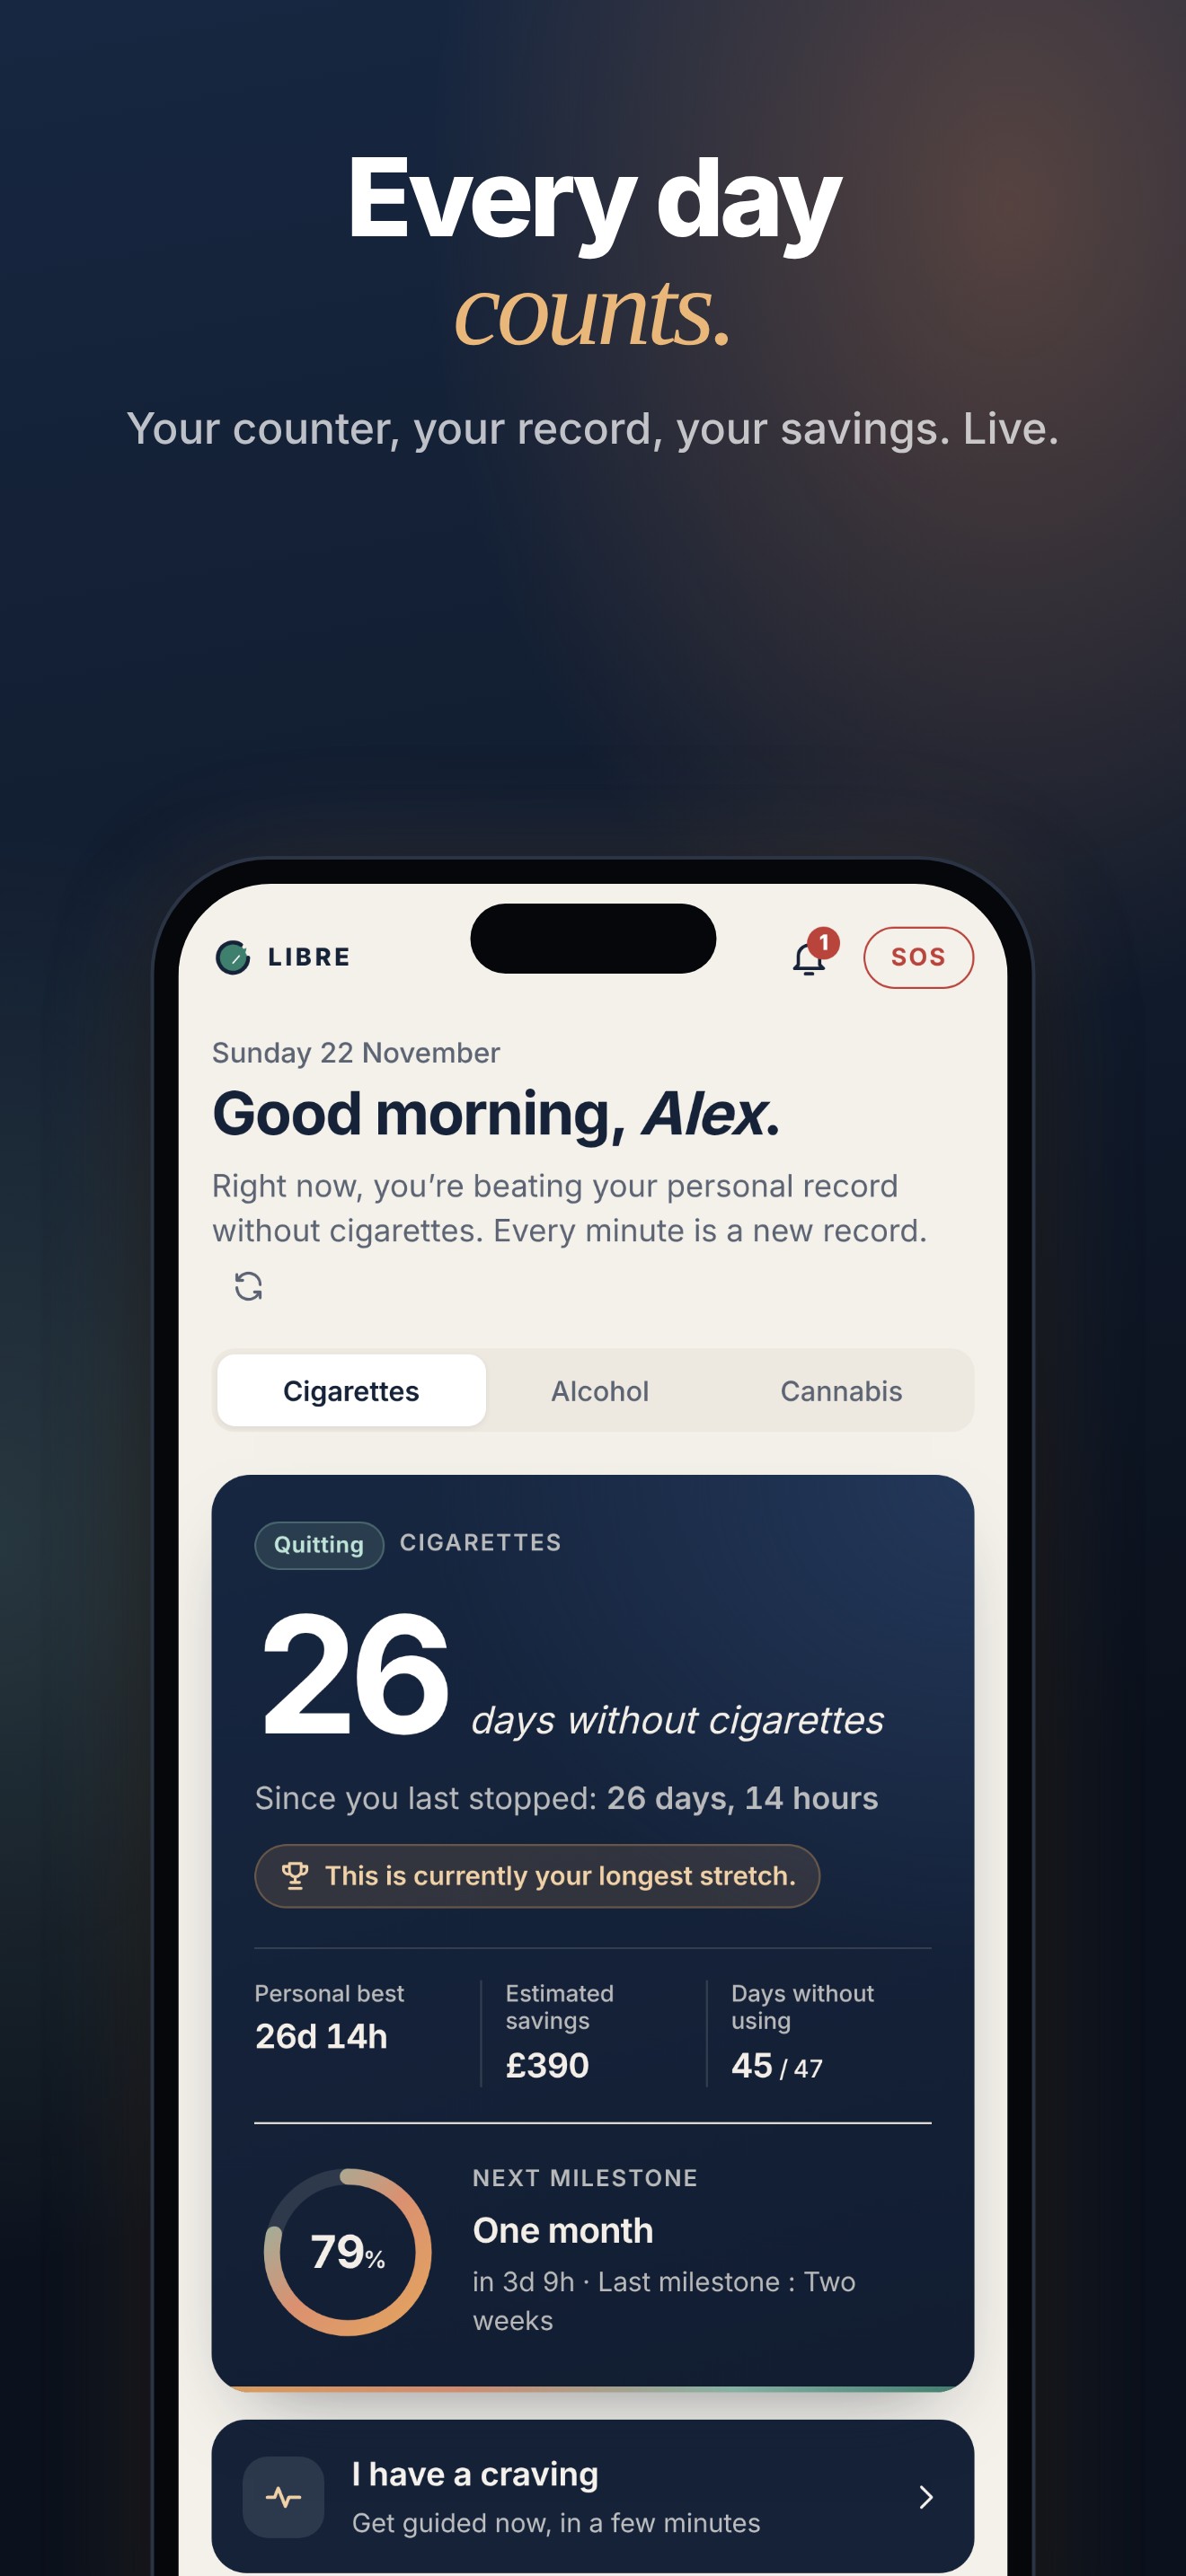 Every day
counts.
Your counter, your record, your savings. Live.
LIBRE
1
SOS
Sunday 22 November
Good morning, Alex.
Right now, you’re beating your personal record
without cigarettes. Every minute is a new record.
Cigarettes
Alcohol
Cannabis
Quitting
CIGARETTES
26 days without cigarettes
Since you last stopped: 26 days, 14 hours
This is currently your longest stretch.
Personal best
26d 14h
Estimated
savings
£390
Days without
using
45 / 47
79%
NEXT MILESTONE
One month
in 3d 9h · Last milestone : Two
weeks
I have a craving
Get guided now, in a few minutes